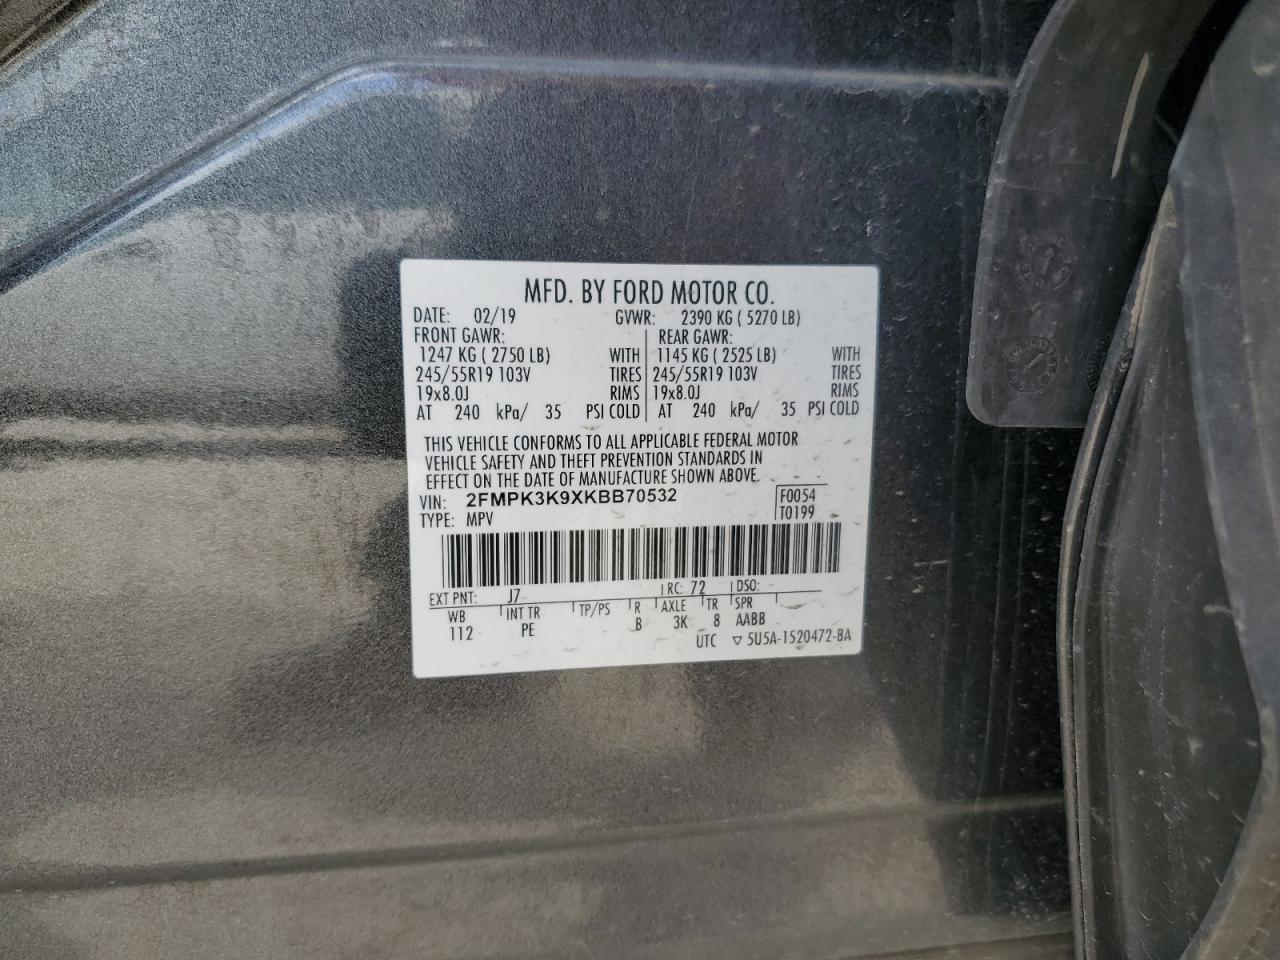 MFD. BY FORD MOTOR CO.
DATE: 02/19 GVWR: 2390 KG ( 5270 LB)
FRONT GAWR: REAR GAWR:
1247 KG ( 2750 LB) WITH 1145 KG ( 2525 LB) WITH
245/55R19 103V TIRES 245/55R19 103V TIRES
19x8.0J RIMS 19x8.0J RIMS
AT 240 kPa/ 35 PSI COLD AT 240 kPa/ 35 PSI COLD
THIS VEHICLE CONFORMS TO ALL APPLICABLE FEDERAL MOTOR
VEHICLE SAFETY AND THEFT PREVENTION STANDARDS IN
EFFECT ON THE DATE OF MANUFACTURE SHOWN ABOVE.
VIN: 2FMPK3K9XKBB70532 F0054
TYPE: MPV T0199
EXT PNT: J7 RC: 72 DSO:
WB INT TR TP/PS R AXLE TR SPR
112 PE B 3K 8 AABB
UTC ▽ 5U5A-1520472-BA